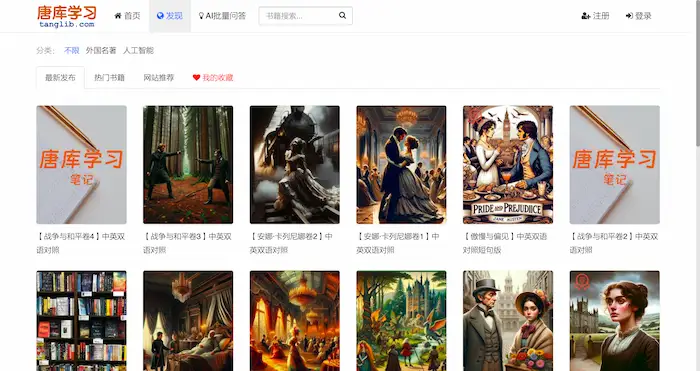 唐库学习
tanglib.com
首页
发现
AI批量问答
书籍搜索...
注册
登录
分类： 不限 外国名著 人工智能
最新发布 热门书籍 网站推荐 我的收藏
唐库学习
笔记
PRIDE AND PREJUDICE
JANE AUSTEN
唐库学习
笔记
【战争与和平卷4】中英双
语对照
【战争与和平卷3】中英双
语对照
【安娜·卡列尼娜卷2】中
英双语对照
【安娜·卡列尼娜卷1】中
英双语对照
【傲慢与偏见】中英双语
对照短句版
【战争与和平卷2】中英双
语对照